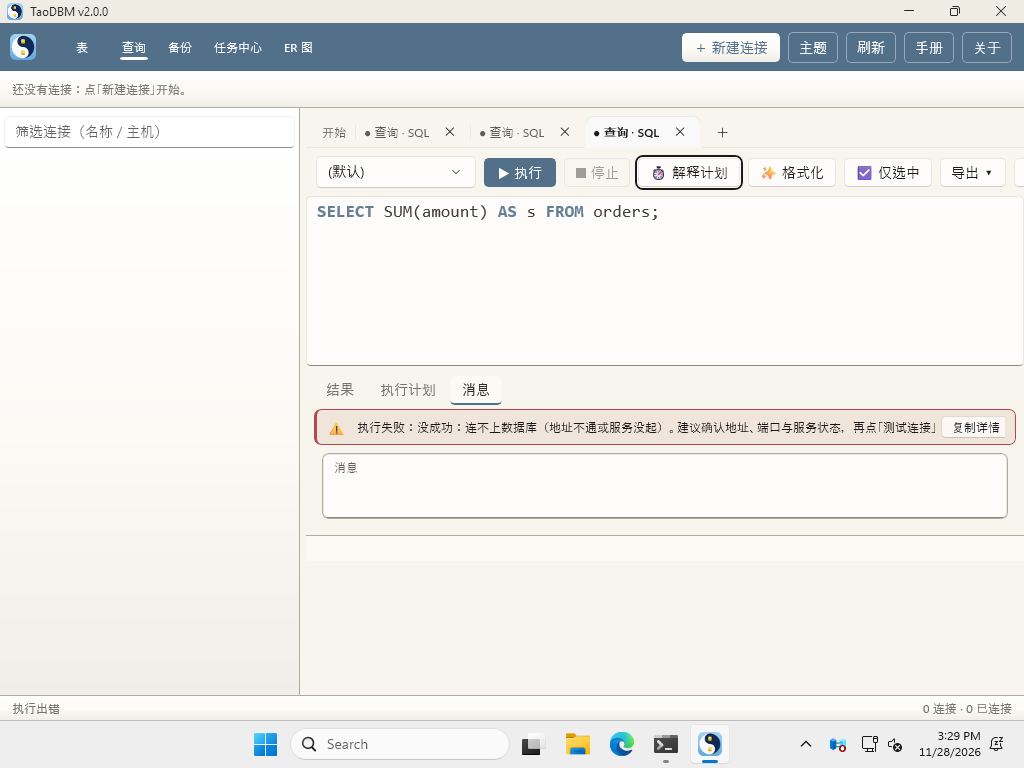 TaoDBM v2.0.0
表 查询 备份 任务中心 ER 图 + 新建连接 主题 刷新 手册 关于
还没有连接：点「新建连接」开始。
筛选连接（名称 / 主机）
开始 ● 查询 · SQL ● 查询 · SQL ● 查询 · SQL
(默认) 执行 停止 解释计划 格式化 仅选中 导出
SELECT SUM(amount) AS s FROM orders;
结果 执行计划 消息
执行失败：没成功：连不上数据库（地址不通或服务没起）。建议确认地址、端口与服务状态，再点「测试连接」 复制详情
消息
执行出错 0 连接 · 0 已连接
Search
3:29 PM
11/28/2026